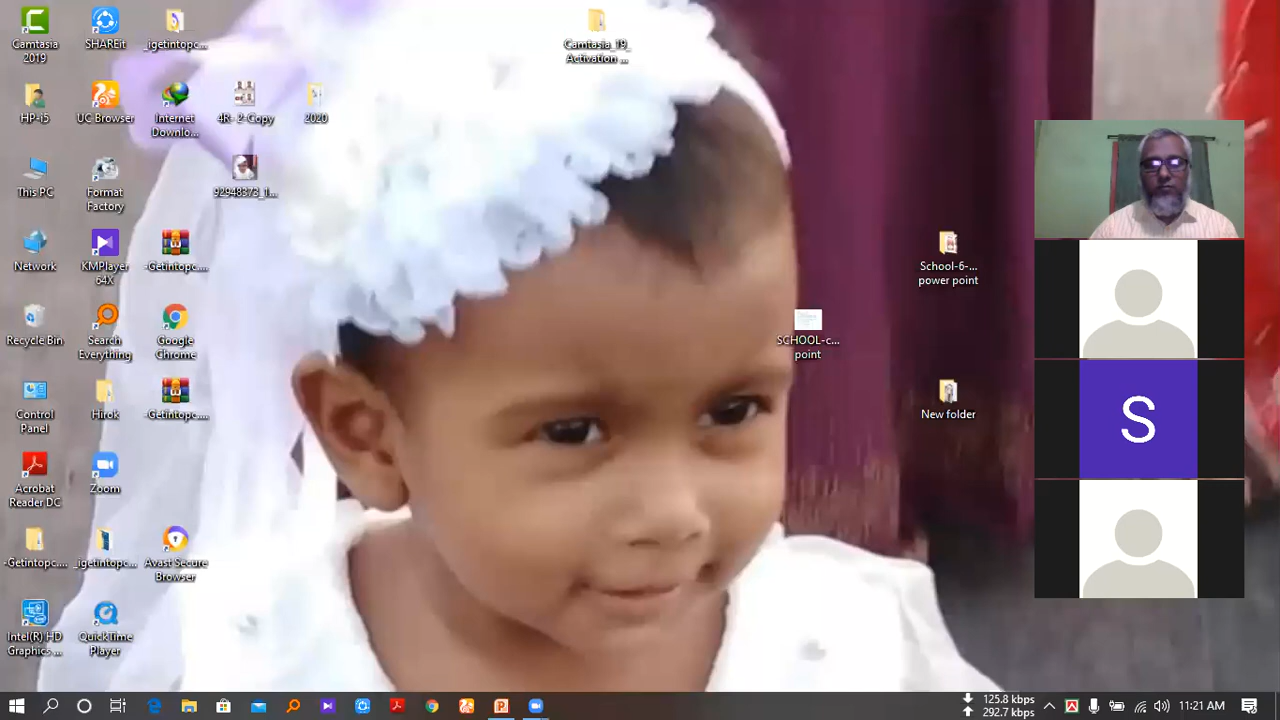 Camtasia
2019
SHAREit
_igetintopc....
Camtasia_19_
Activation ...
HP-i5
UC Browser
Internet
Downlo...
4R- 2-Copy
2020
This PC
Format
Factory
92948373_1...
Network
KMPlayer
64X
-Getintopc....
School-6-...
power point
Recycle Bin
Search
Everything
Google
Chrome
SCHOOL-c...
point
Control
Panel
Hirok
-Getintopc....
New folder
S
Acrobat
Reader DC
Zoom
-Getintopc....
_igetintopc...
Avast Secure
Browser
Intel(R) HD
Graphics ...
QuickTime
Player
125.8 kbps
292.7 kbps
11:21 AM